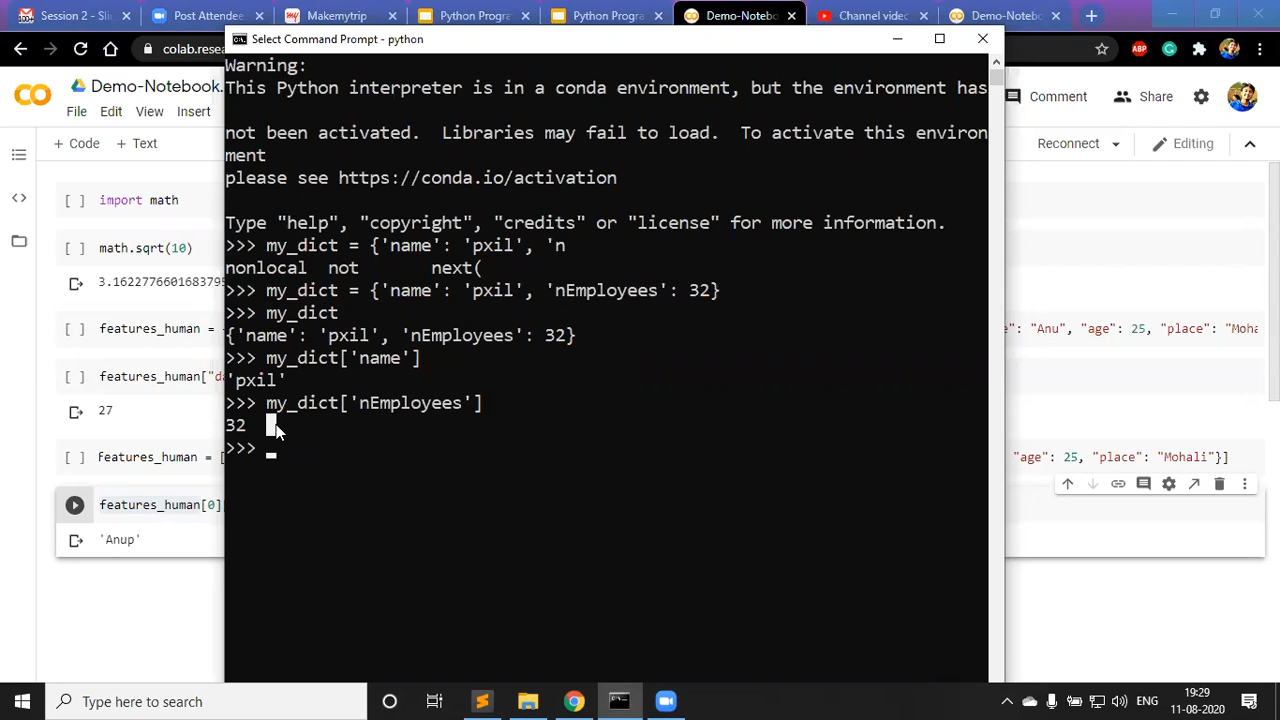 Session 2 -
Post Attende
Makemytrip
Python Progra
Python Progra
Demo-Noteb
Channel video
Demo-Notebo
colab.resea
ABP
Select Command Prompt - python
Demo-Notebook.
File Edit View Insert
Comment
Share
+ Code + Text
Reconnect
Editing
Warning:
This Python interpreter is in a conda environment, but the environment has
not been activated.  Libraries may fail to load.  To activate this environ
ment
please see https://conda.io/activation
Type "help", "copyright", "credits" or "license" for more information.
>>> my_dict = {'name': 'pxil', 'n
nonlocal  not      next(
>>> my_dict = {'name': 'pxil', 'nEmployees': 32}
>>> my_dict
{'name': 'pxil', 'nEmployees': 32}
>>> my_dict['name']
'pxil'
>>> my_dict['nEmployees']
32
>>>
[ ] import math
[ ] math.sqrt(10)
3.1622776601683795
[ ] features_human =
: "Anu", "age": 25, "place": "Moha
[ ] features_human["da
27
[ ] features_human = [
"age": 25, "place": "Mohali"}]
features_human[0]
'Anup'
Type here to search
ENG
19:29
11-08-2020